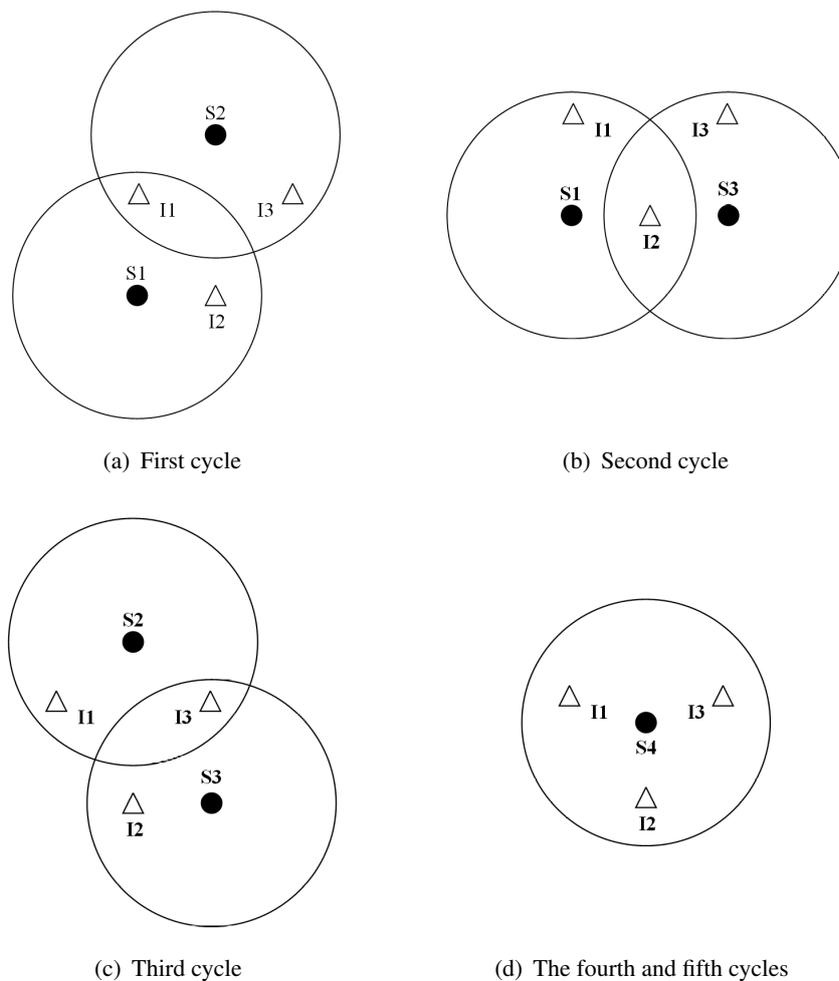 S2
I1
I3
S1
I2
(a) First cycle
I1
I3
S1
S3
I2
(b) Second cycle
S2
I1
I3
S3
I2
(c) Third cycle
I1
I3
S4
I2
(d) The fourth and fifth cycles